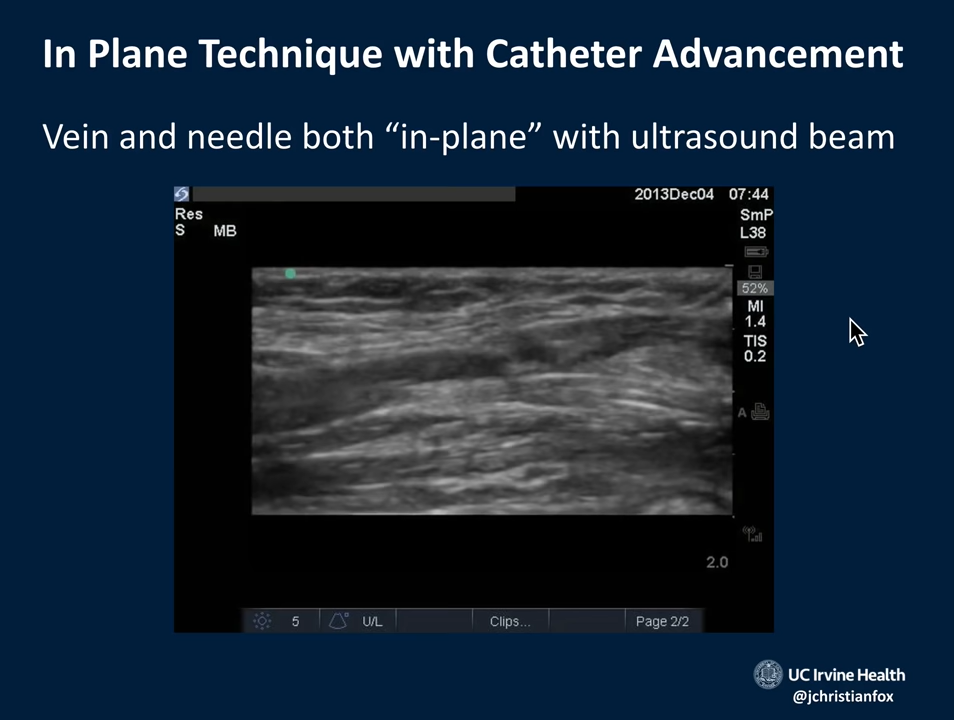 In Plane Technique with Catheter Advancement
Vein and needle both “in-plane” with ultrasound beam
2013Dec04 07:44
Res
SmP
S MB
L38
52%
MI
1.4
TIS
0.2
A
2.0
5 U/L Clips... Page 2/2
UC Irvine Health
@jchristianfox